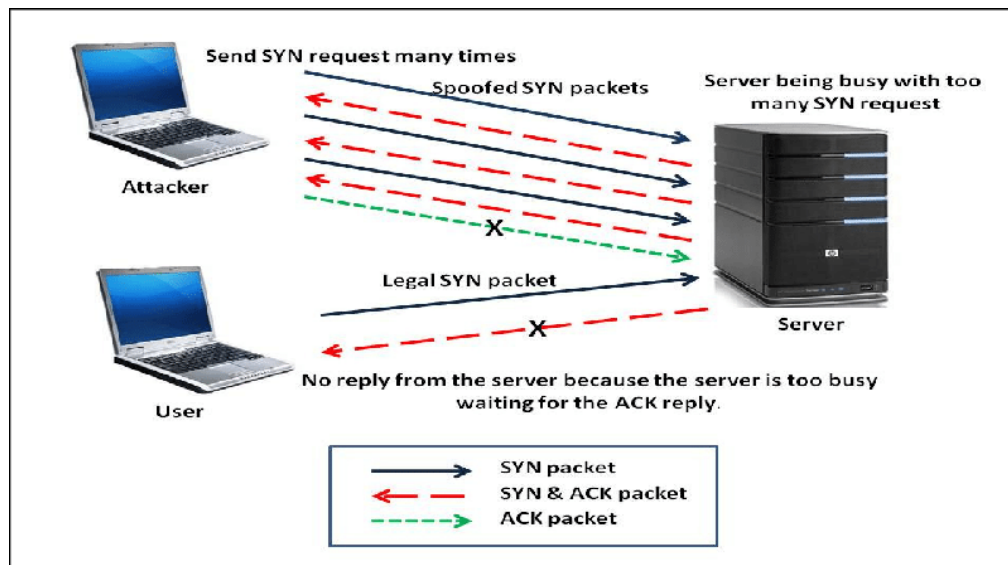 Send SYN request many times
Spoofed SYN packets
Server being busy with too
many SYN request
Attacker
X
Legal SYN packet
X
Server
User
No reply from the server because the server is too busy
waiting for the ACK reply.
SYN packet
SYN & ACK packet
ACK packet